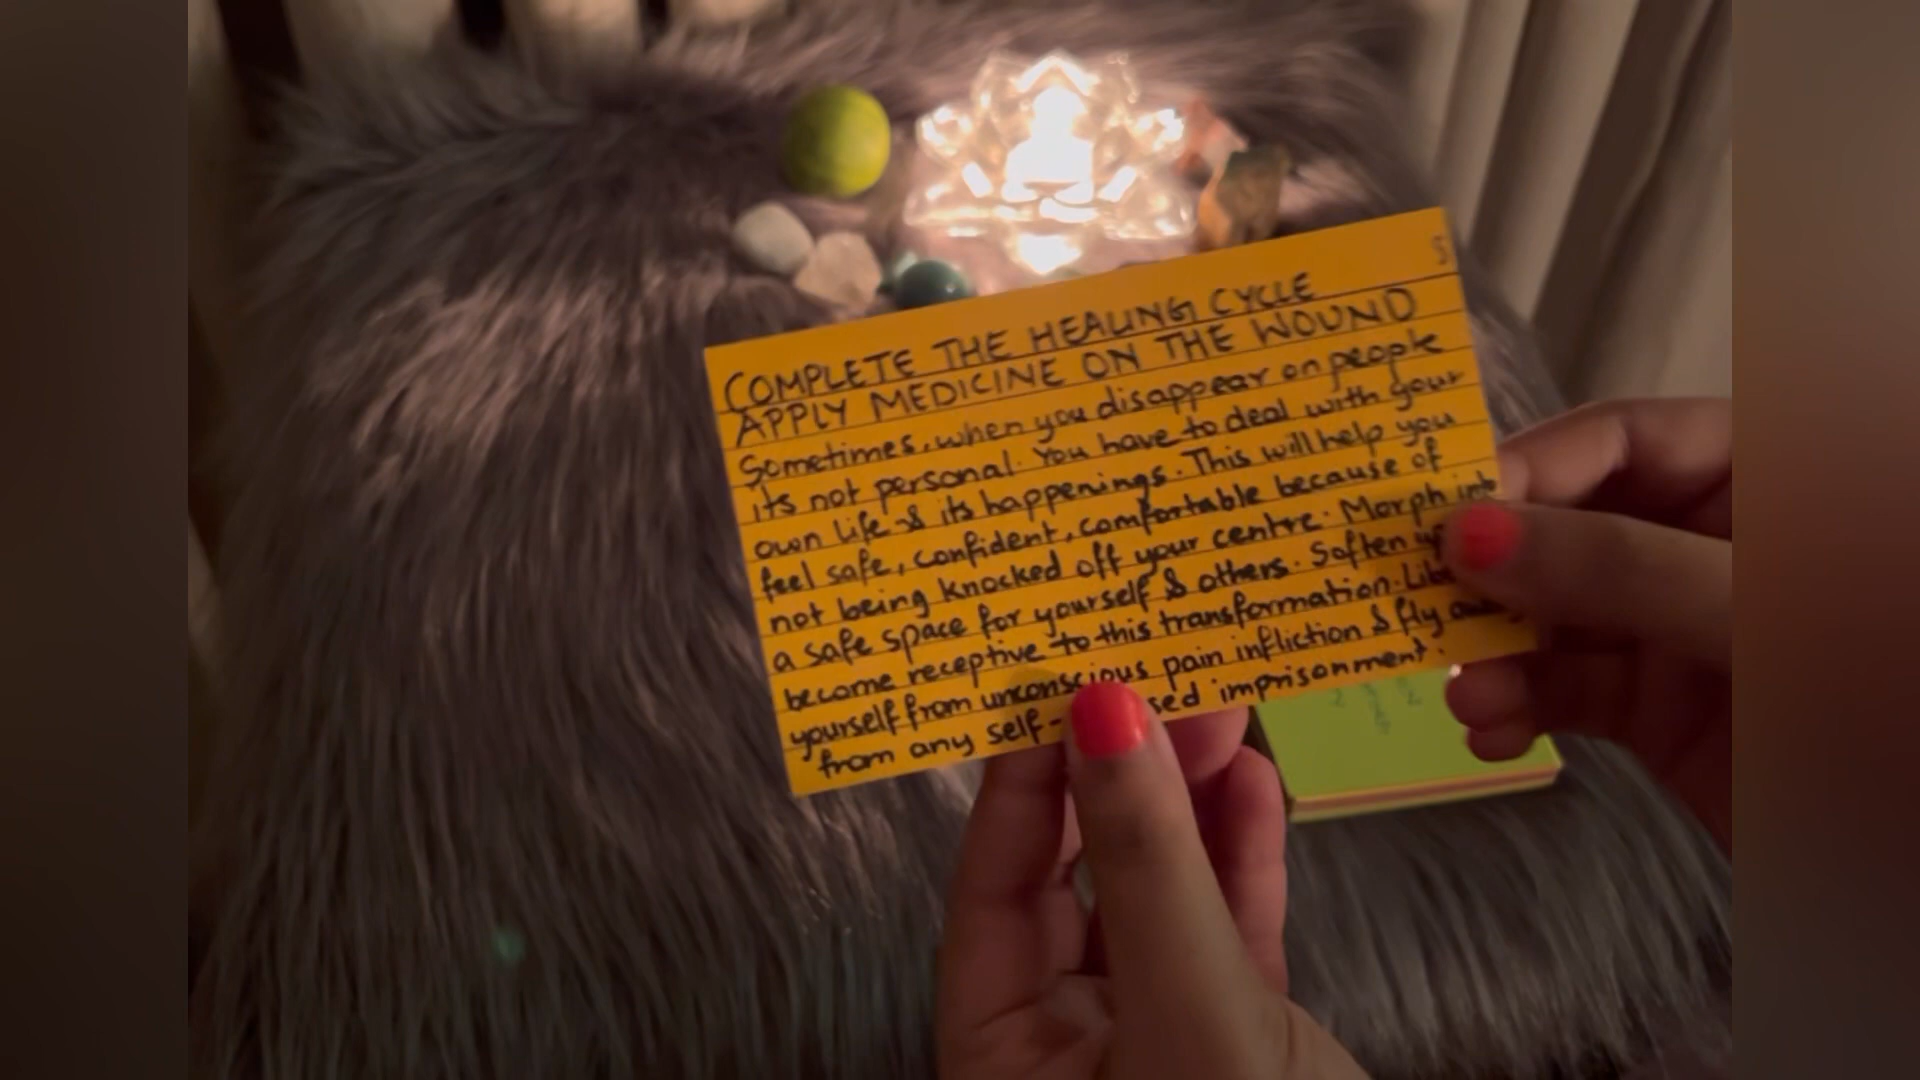 5
COMPLETE THE HEALING CYCLE
APPLY MEDICINE ON THE WOUND
Sometimes, when you disappear on people
its not personal. You have to deal with your
own life & its happenings. This will help you
feel safe, confident, comfortable because of
not being knocked off your centre. Morph into
a safe space for yourself & others. Soften
become receptive to this transformation.
yourself from unconscious pain infliction & fly
from any self- sed imprisonment.